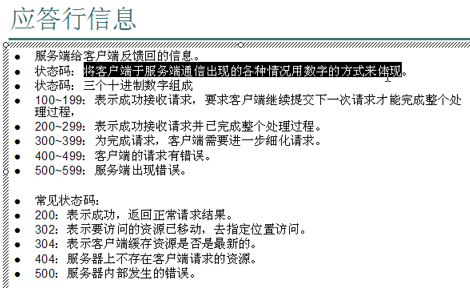 应答行信息
● 服务端给客户端反馈回的信息。
● 状态码：将客户端于服务端通信出现的各种情况用数字的方式来体现。
● 状态码：三个十进制数字组成
● 100~199：表示成功接收请求，要求客户端继续提交下一次请求才能完成整个处
理过程，
● 200~299：表示成功接收请求并已完成整个处理过程。
● 300~399：为完成请求，客户端需要进一步细化请求。
● 400~499：客户端的请求有错误。
● 500~599：服务端出现错误。
● 常见状态码：
● 200：表示成功，返回正常请求结果。
● 302：表示要访问的资源已移动，去指定位置访问。
● 304：表示客户端缓存资源是否是最新的。
● 404：服务器上不存在客户端请求的资源。
● 500：服务器内部发生的错误。